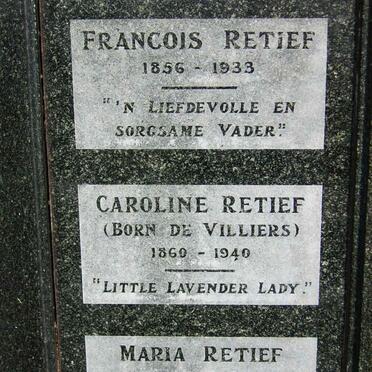 FRANCOIS RETIEF
1856 - 1933
"'N LIEFDEVOLLE EN
SORGSAME VADER."
CAROLINE RETIEF
(BORN DE VILLIERS)
1860 - 1940
"LITTLE LAVENDER LADY."
MARIA RETIEF